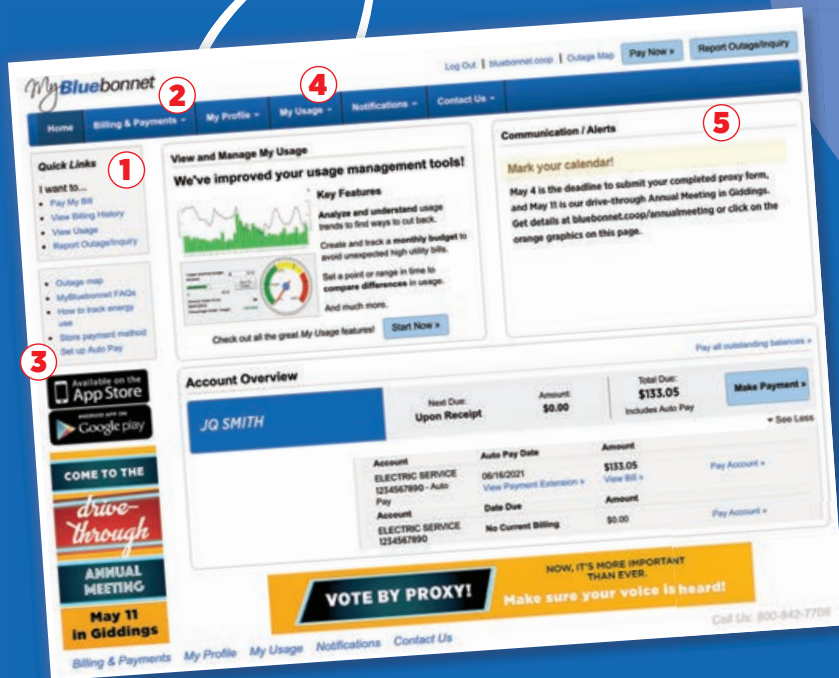 MyBluebonnet
Log Out | bluebonnet.coop | Outage Map
Pay Now »
Report Outage/Inquiry
2
4
Home
Billing & Payments
My Profile
My Usage
Notifications
Contact Us
1
5
Quick Links
I want to...
• Pay My Bill
• View Billing History
• View Usage
• Report Outage/Inquiry
• Outage map
• MyBluebonnet FAQs
• How to track energy
use
• Store payment method
• Set up Auto Pay
3
Available on the
App Store
ANDROID APP ON
Google play
COME TO THE
drive-
through
ANNUAL
MEETING
May 11
in Giddings
View and Manage My Usage
We've improved your usage management tools!
Key Features
Analyze and understand usage
trends to find ways to cut back.
Create and track a monthly budget to
avoid unexpected high utility bills.
Set a point or range in time to
compare differences in usage.
And much more.
Check out all the great My Usage features!
Start Now »
Communication / Alerts
Mark your calendar!
May 4 is the deadline to submit your completed proxy form,
and May 11 is our drive-through Annual Meeting in Giddings.
Get details at bluebonnet.coop/annualmeeting or click on the
orange graphics on this page.
Account Overview
Pay all outstanding balances »
JQ SMITH
Next Due:
Upon Receipt
Amount:
$0.00
Total Due:
$133.05
Includes Auto Pay
Make Payment »
See Less
Account
Auto Pay Date
Amount
ELECTRIC SERVICE
1234567890 - Auto
Pay
06/16/2021
View Payment Extension »
$133.05
View Bill »
Pay Account »
Account
Date Due
Amount
ELECTRIC SERVICE
1234567890
No Current Billing
$0.00
Pay Account »
VOTE BY PROXY!
NOW, IT'S MORE IMPORTANT
THAN EVER.
Make sure your voice is heard!
Billing & Payments
My Profile
My Usage
Notifications
Contact Us
Call Us: 800-842-7708